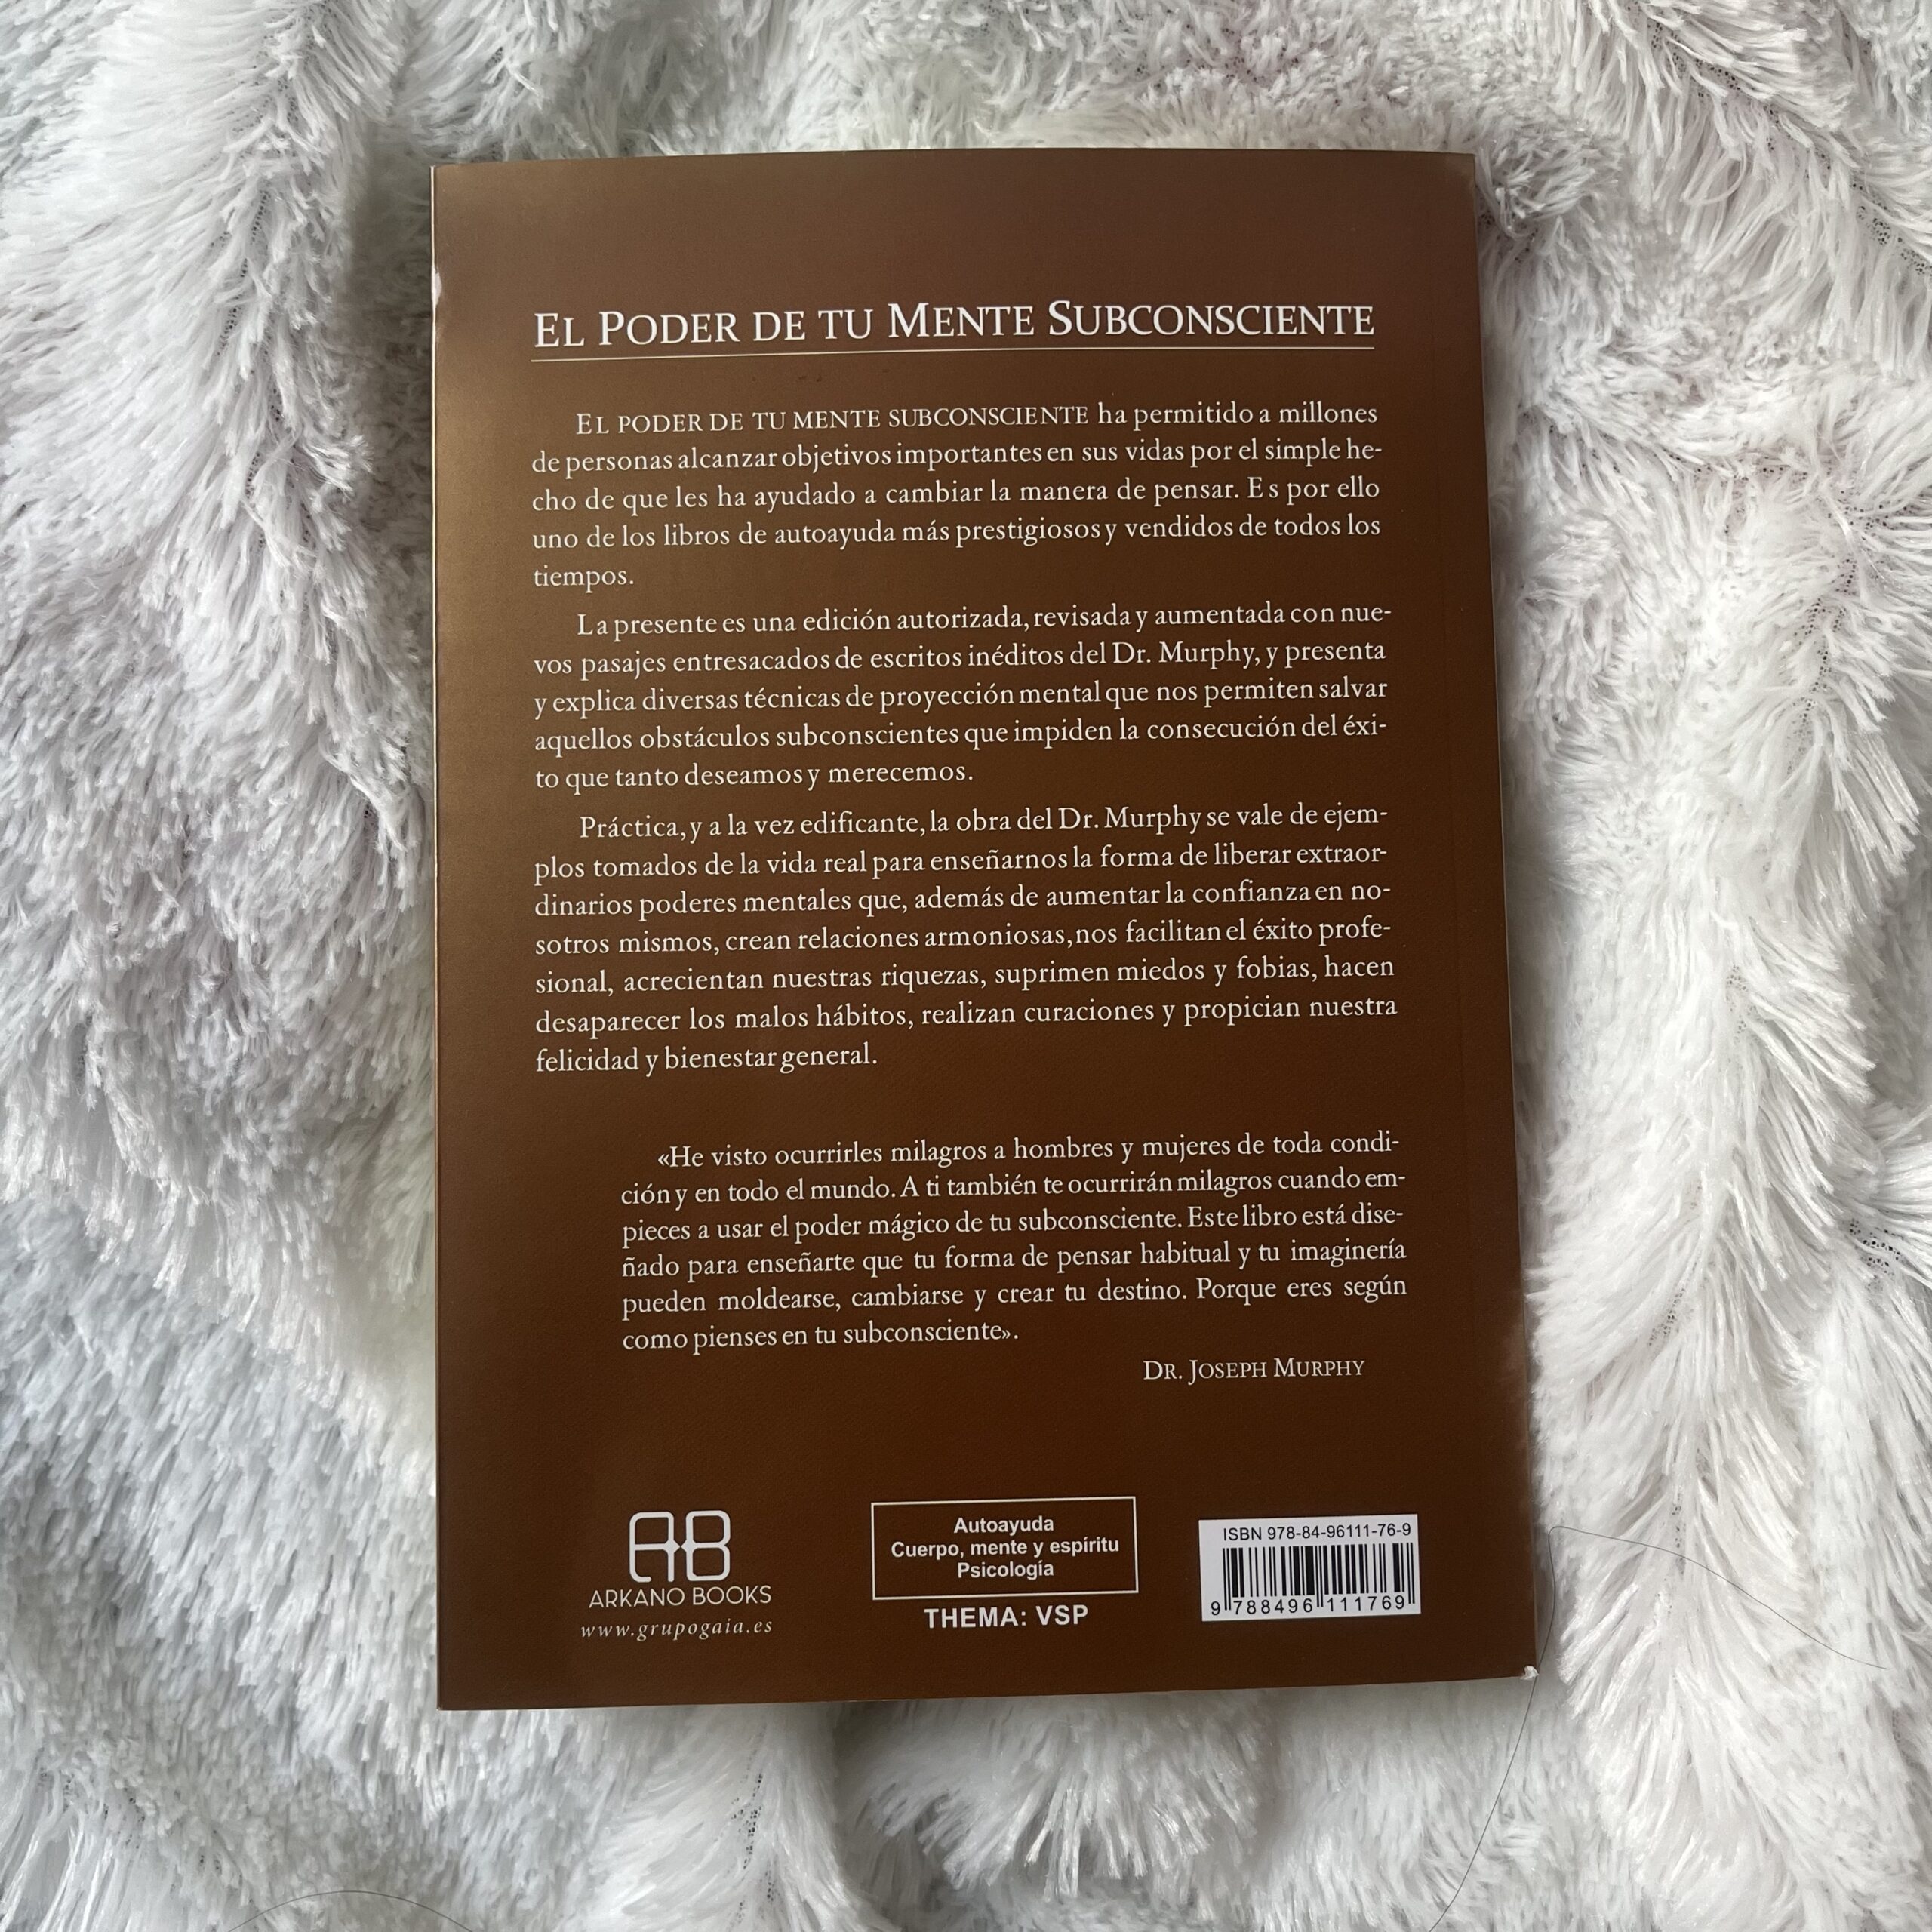 EL PODER DE TU MENTE SUBCONSCIENTE
EL PODER DE TU MENTE SUBCONSCIENTE ha permitido a millones
de personas alcanzar objetivos importantes en sus vidas por el simple he-
cho de que les ha ayudado a cambiar la manera de pensar. Es por ello
uno de los libros de autoayuda más prestigiosos y vendidos de todos los
tiempos.
La presente es una edición autorizada, revisada y aumentada con nue-
vos pasajes entresacados de escritos inéditos del Dr. Murphy, y presenta
y explica diversas técnicas de proyección mental que nos permiten salvar
aquellos obstáculos subconscientes que impiden la consecución del éxi-
to que tanto deseamos y merecemos.
Práctica, y a la vez edificante, la obra del Dr. Murphy se vale de ejem-
plos tomados de la vida real para enseñarnos la forma de liberar extraor-
dinarios poderes mentales que, además de aumentar la confianza en no-
sotros mismos, crean relaciones armoniosas, nos facilitan el éxito profe-
sional, acrecientan nuestras riquezas, suprimen miedos y fobias, hacen
desaparecer los malos hábitos, realizan curaciones y propician nuestra
felicidad y bienestar general.
«He visto ocurrirles milagros a hombres y mujeres de toda condi-
ción y en todo el mundo. A ti también te ocurrirán milagros cuando em-
pieces a usar el poder mágico de tu subconsciente. Este libro está dise-
ñado para enseñarte que tu forma de pensar habitual y tu imaginería
pueden moldearse, cambiarse y crear tu destino. Porque eres según
como pienses en tu subconsciente».
DR. JOSEPH MURPHY
AB
ARKANO BOOKS
www.grupogaia.es
Autoayuda
Cuerpo, mente y espíritu
Psicología
THEMA: VSP
ISBN 978-84-96111-76-9
9 788496 111769